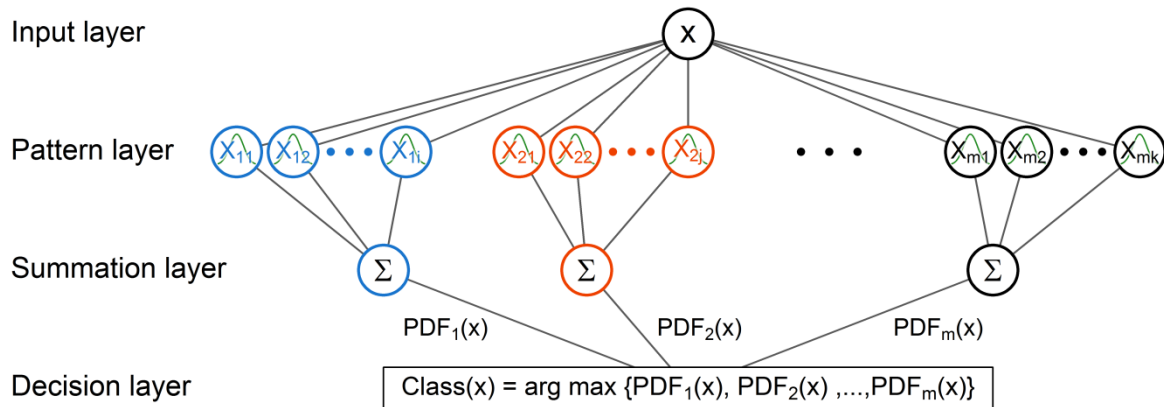 Input layer
x
Pattern layer
X₁₁ X₁₂ • • • X₁ᵢ X₂₁ X₂₂ • • • X₂ⱼ • • • Xₘ₁ Xₘ₂ • • • Xₘₖ
Summation layer
Σ Σ Σ
PDF₁(x) PDF₂(x) PDFₘ(x)
Decision layer
Class(x) = arg max {PDF₁(x), PDF₂(x) ,...,PDFₘ(x)}